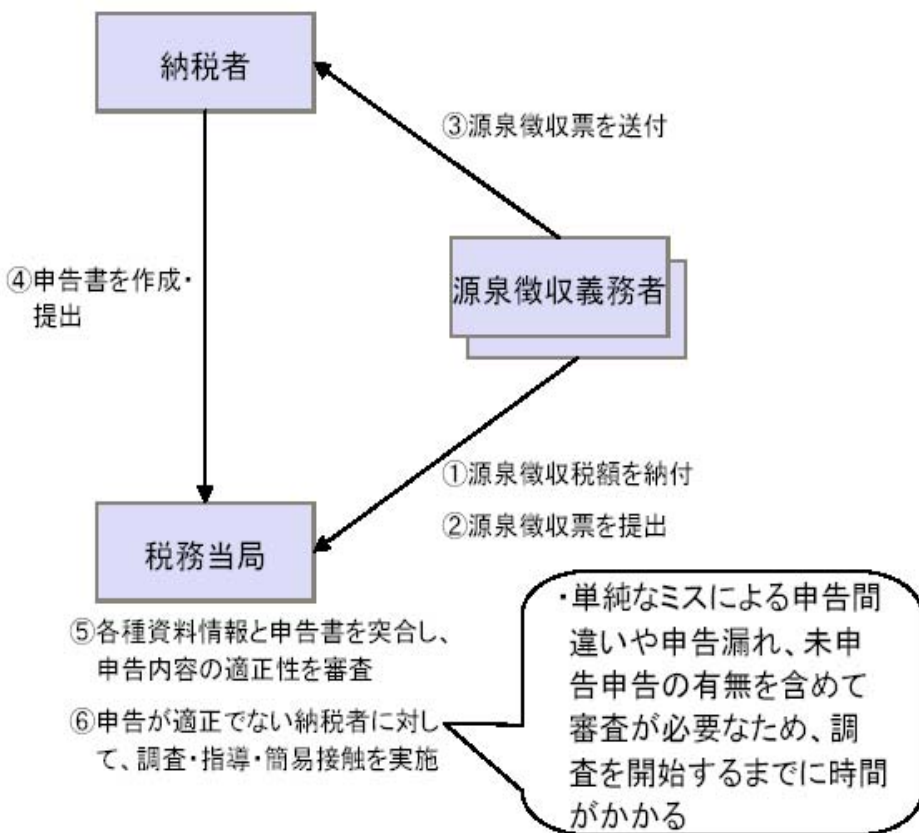 納税者
③源泉徴収票を送付
源泉徴収義務者
④申告書を作成・
提出
①源泉徴収税額を納付
②源泉徴収票を提出
税務当局
⑤各種資料情報と申告書を突合し、
申告内容の適正性を審査
⑥申告が適正でない納税者に対し
て、調査・指導・簡易接触を実施
・単純なミスによる申告間
違いや申告漏れ、未申
告申告の有無を含めて
審査が必要なため、調
査を開始するまでに時間
がかかる